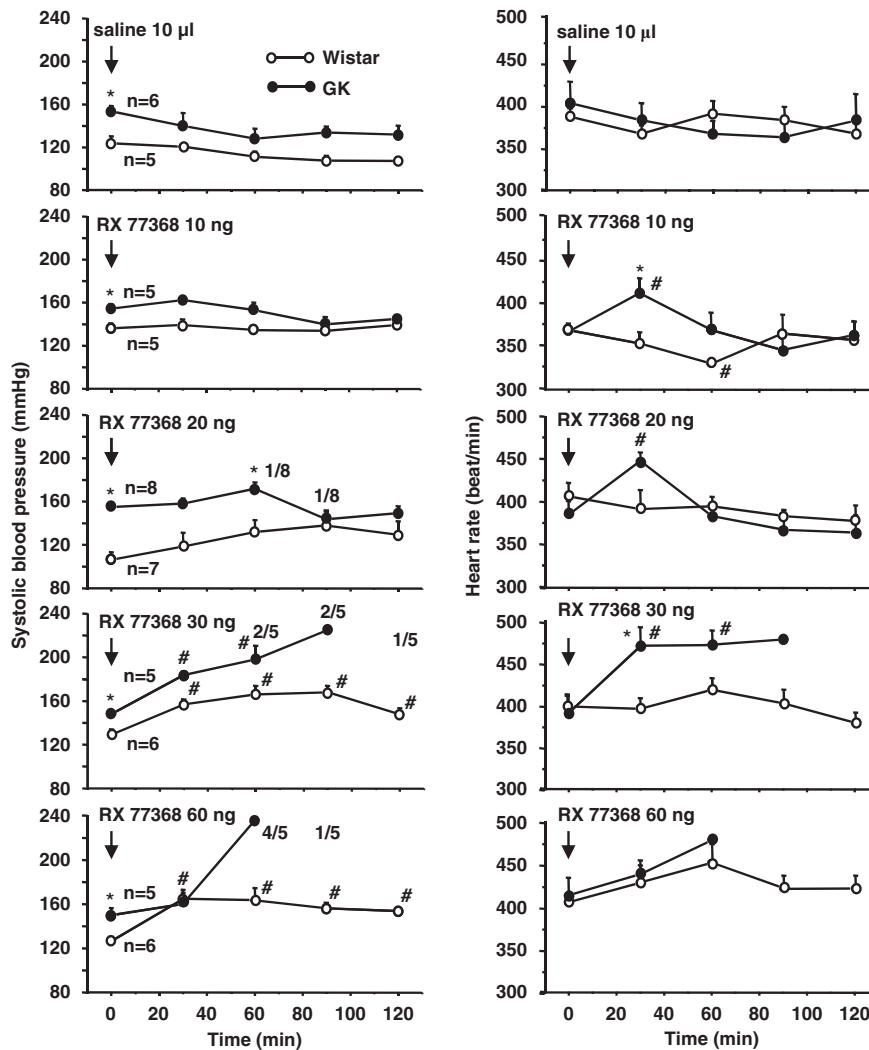 saline 10 µl
Wistar
GK
240
200
160
120
80
* n=6
n=5
500
450
400
350
300
saline 10 µl
RX 77368 10 ng
240
200
160
120
80
* n=5
n=5
500
450
400
350
300
RX 77368 10 ng
*
#
#
Systolic blood pressure (mmHg)
RX 77368 20 ng
240
200
160
120
80
* n=8
* 1/8
1/8
n=7
Heart rate (beat/min)
500
450
400
350
300
RX 77368 20 ng
#
RX 77368 30 ng
240
200
160
120
80
n=5
*
n=6
#
# 2/5
2/5
1/5
#
#
#
#
500
450
400
350
300
RX 77368 30 ng
* #
#
RX 77368 60 ng
240
200
160
120
80
4/5 1/5
* n=5
n=6
#
#
#
#
0 20 40 60 80 100 120
Time (min)
500
450
400
350
300
RX 77368 60 ng
0 20 40 60 80 100 120
Time (min)